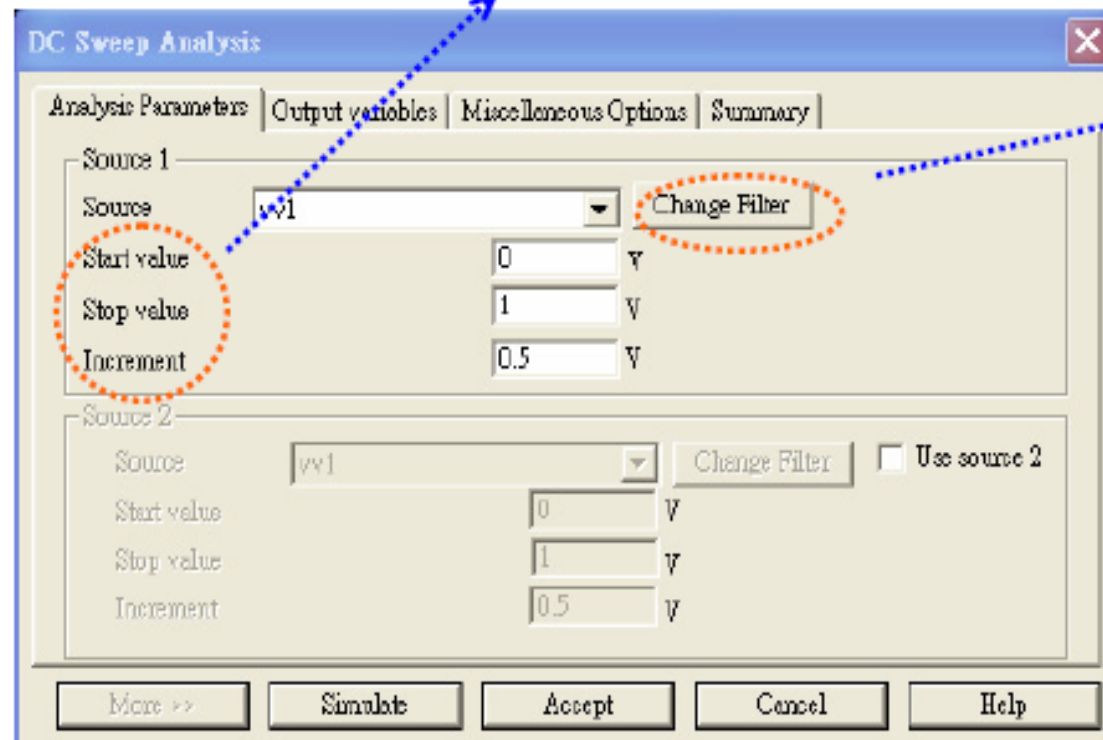 DC Sweep Analysis
Analysis Parameters Output variables Miscellaneous Options Summary
Source 1
Source vv1 Change Filter
Start value 0 V
Stop value 1 V
Increment 0.5 V
Source 2
Source vv1 Change Filter Use source 2
Start value 0 V
Stop value 1 V
Increment 0.5 V
More >> Simulate Accept Cancel Help